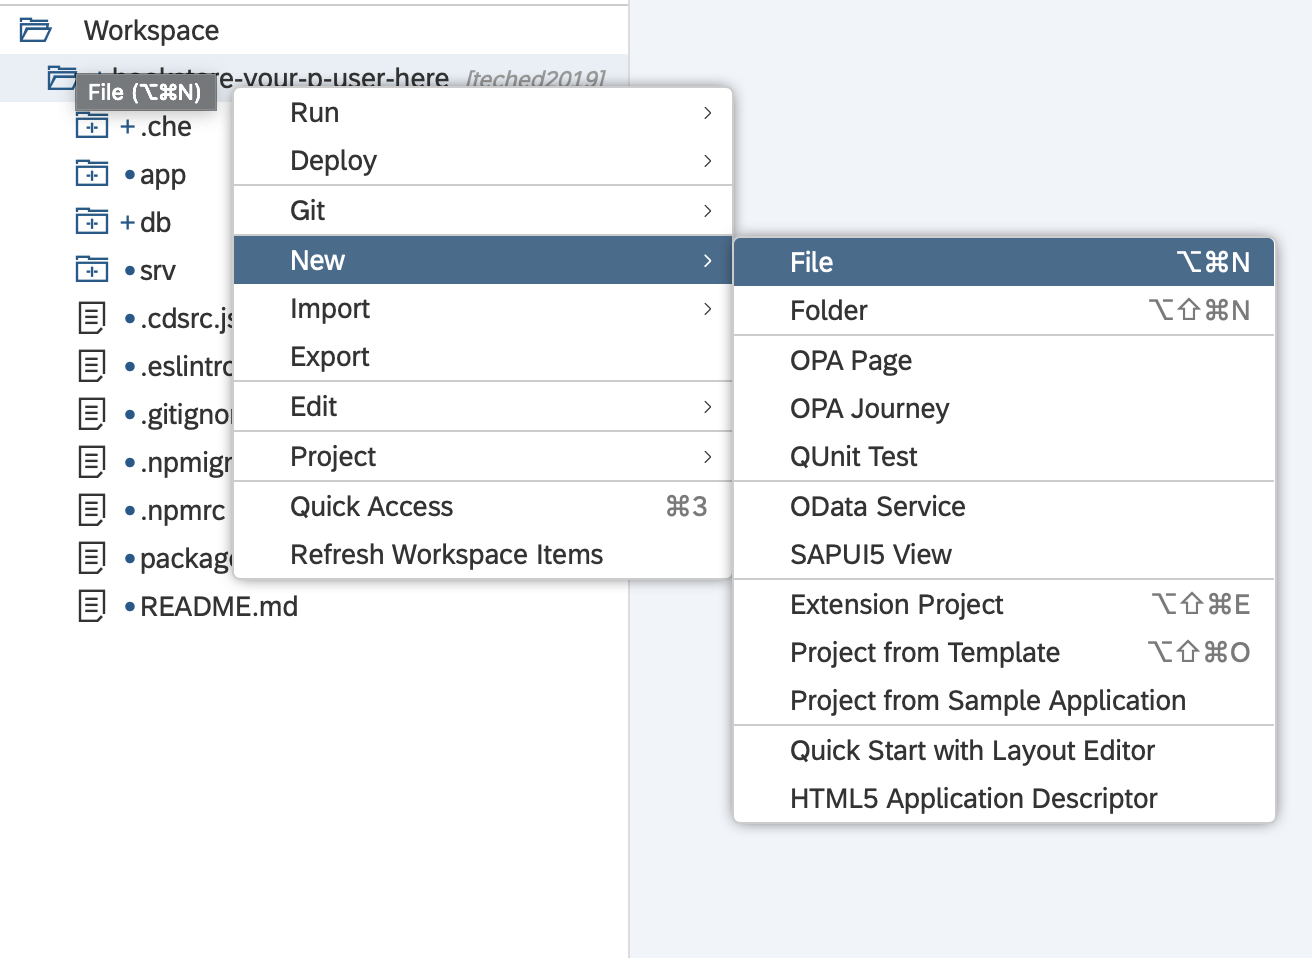 Workspace
bookstore-your-p-user-here [teched2019]
File (⌥⌘N)
+ .che
app
+ db
srv
.cdsrc.js
.eslintrc
.gitignor
.npmigr
.npmrc
package
README.md
Run
Deploy
Git
New
Import
Export
Edit
Project
Quick Access ⌘3
Refresh Workspace Items
File ⌥⌘N
Folder ⌥⇧⌘N
OPA Page
OPA Journey
QUnit Test
OData Service
SAPUI5 View
Extension Project ⌥⇧⌘E
Project from Template ⌥⇧⌘O
Project from Sample Application
Quick Start with Layout Editor
HTML5 Application Descriptor